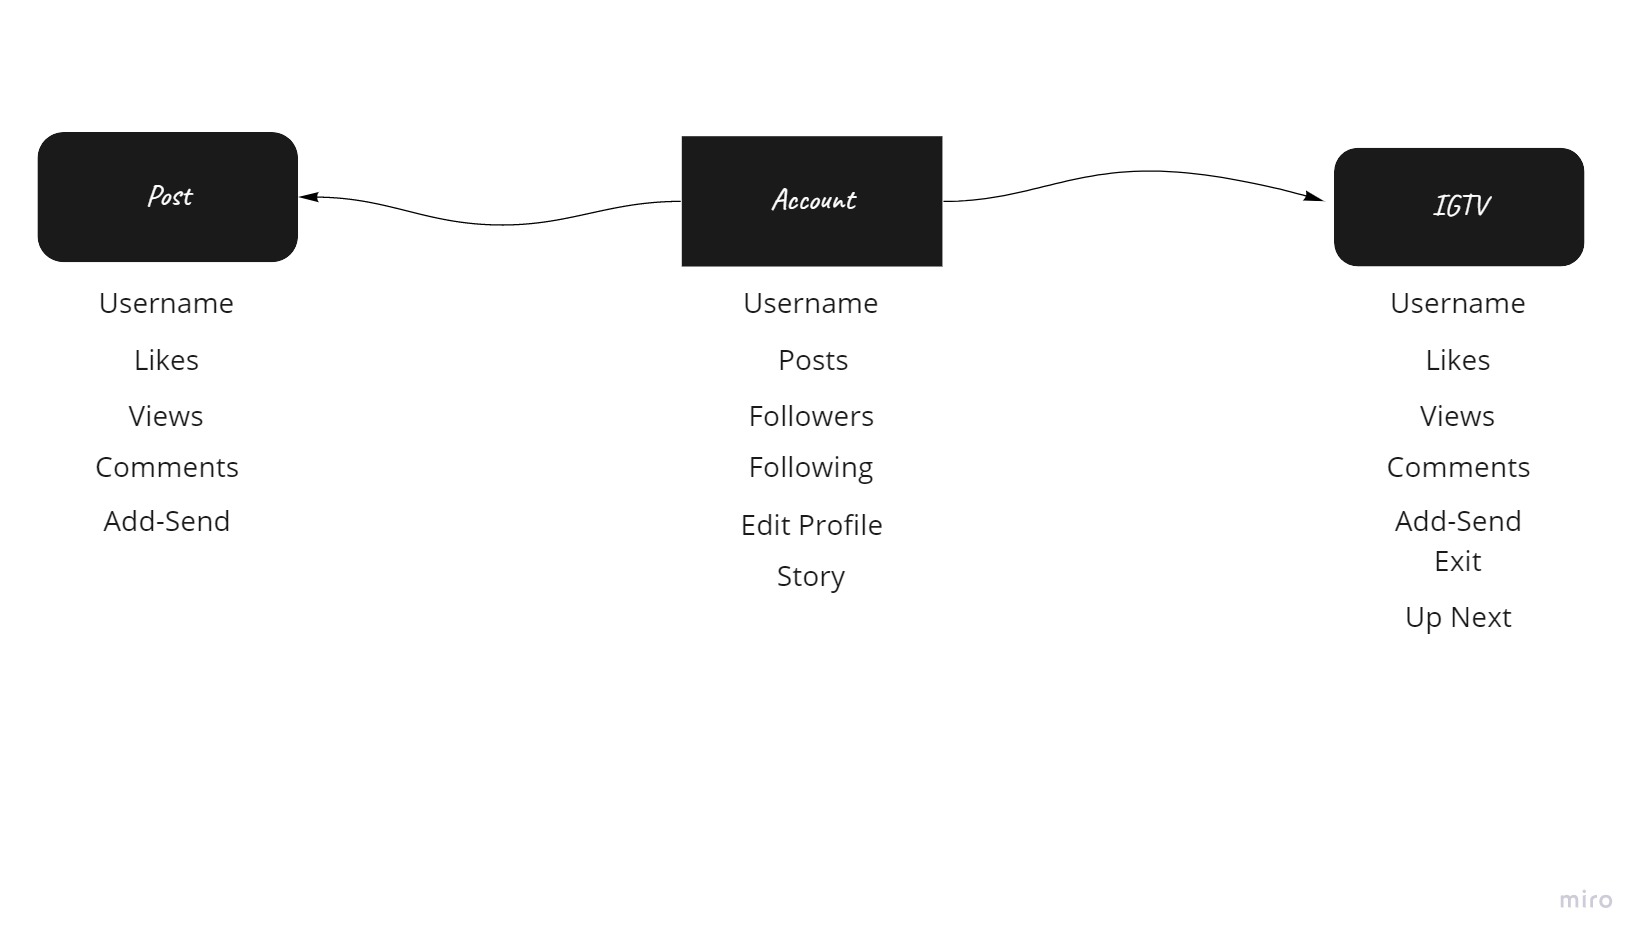 Post
Username
Likes
Views
Comments
Add-Send
Account
Username
Posts
Followers
Following
Edit Profile
Story
IGTV
Username
Likes
Views
Comments
Add-Send
Exit
Up Next
miro